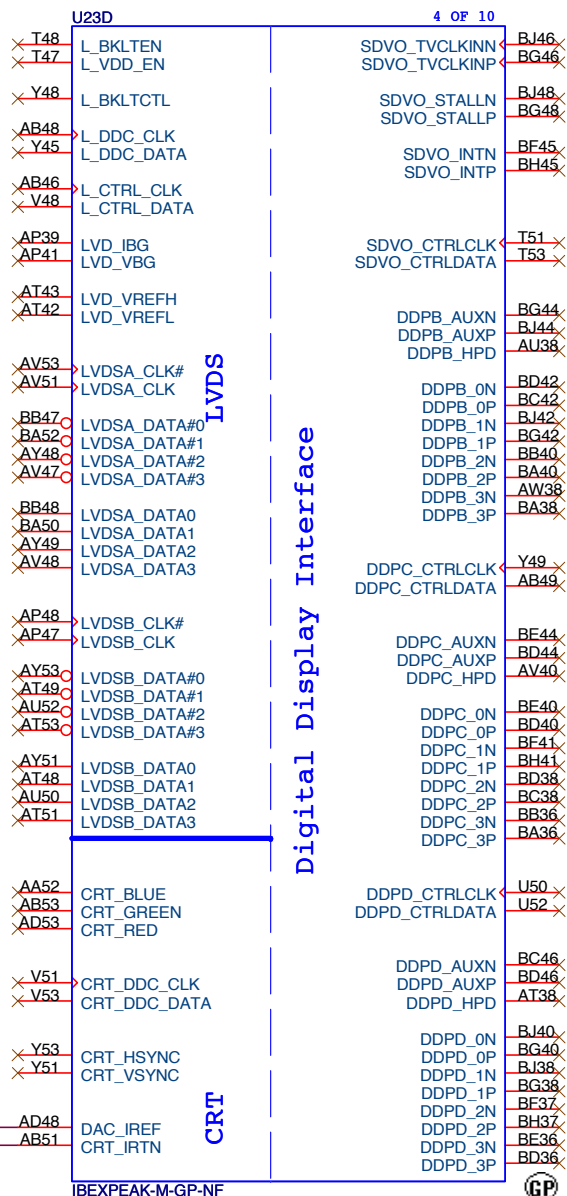 U23D 4 OF 10
T48 L_BKLTEN
T47 L_VDD_EN
Y48 L_BKLTCTL
AB48 L_DDC_CLK
Y45 L_DDC_DATA
AB46 L_CTRL_CLK
V48 L_CTRL_DATA
AP39 LVD_IBG
AP41 LVD_VBG
AT43 LVD_VREFH
AT42 LVD_VREFL
AV53 LVDSA_CLK#
AV51 LVDSA_CLK
BB47 LVDSA_DATA#0
BA52 LVDSA_DATA#1
AY48 LVDSA_DATA#2
AV47 LVDSA_DATA#3
BB48 LVDSA_DATA0
BA50 LVDSA_DATA1
AY49 LVDSA_DATA2
AV48 LVDSA_DATA3
AP48 LVDSB_CLK#
AP47 LVDSB_CLK
AY53 LVDSB_DATA#0
AT49 LVDSB_DATA#1
AU52 LVDSB_DATA#2
AT53 LVDSB_DATA#3
AY51 LVDSB_DATA0
AT48 LVDSB_DATA1
AU50 LVDSB_DATA2
AT51 LVDSB_DATA3
LVDS
AA52 CRT_BLUE
AB53 CRT_GREEN
AD53 CRT_RED
V51 CRT_DDC_CLK
V53 CRT_DDC_DATA
Y53 CRT_HSYNC
Y51 CRT_VSYNC
AD48 DAC_IREF
AB51 CRT_IRTN
CRT
Digital Display Interface
SDVO_TVCLKINN BJ46
SDVO_TVCLKINP BG46
SDVO_STALLN BJ48
SDVO_STALLP BG48
SDVO_INTN BF45
SDVO_INTP BH45
SDVO_CTRLCLK T51
SDVO_CTRLDATA T53
DDPB_AUXN BG44
DDPB_AUXP BJ44
DDPB_HPD AU38
DDPB_0N BD42
DDPB_0P BC42
DDPB_1N BJ42
DDPB_1P BG42
DDPB_2N BB40
DDPB_2P BA40
DDPB_3N AW38
DDPB_3P BA38
DDPC_CTRLCLK Y49
DDPC_CTRLDATA AB49
DDPC_AUXN BE44
DDPC_AUXP BD44
DDPC_HPD AV40
DDPC_0N BE40
DDPC_0P BD40
DDPC_1N BF41
DDPC_1P BH41
DDPC_2N BD38
DDPC_2P BC38
DDPC_3N BB36
DDPC_3P BA36
DDPD_CTRLCLK U50
DDPD_CTRLDATA U52
DDPD_AUXN BC46
DDPD_AUXP BD46
DDPD_HPD AT38
DDPD_0N BJ40
DDPD_0P BG40
DDPD_1N BJ38
DDPD_1P BG38
DDPD_2N BF37
DDPD_2P BH37
DDPD_3N BE36
DDPD_3P BD36
IBEXPEAK-M-GP-NF
GP